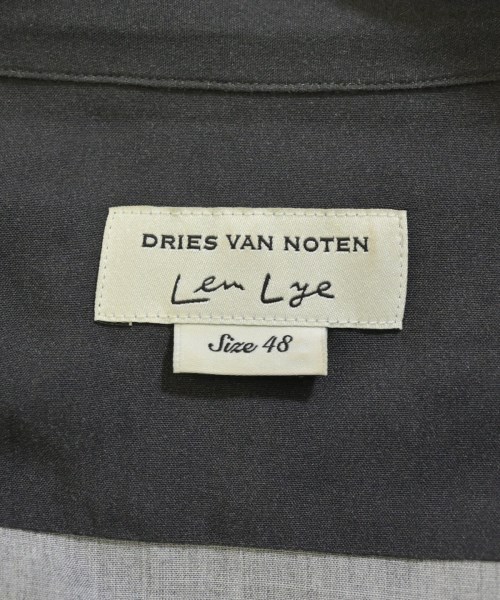 DRIES VAN NOTEN
Len Lye
Size 48